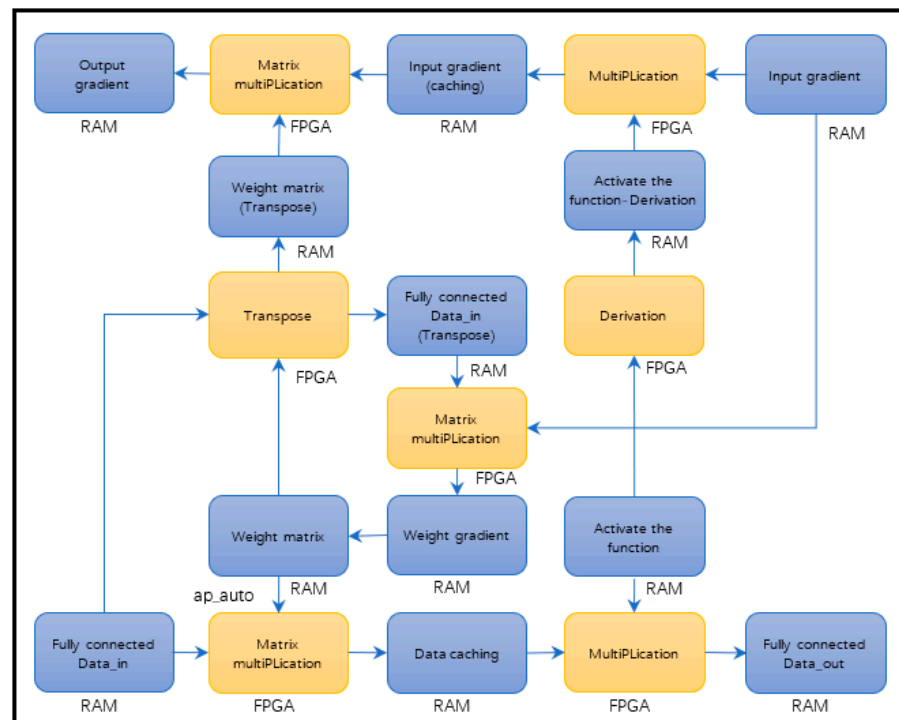 Output
gradient
Matrix
multiPLication
Input gradient
(caching)
MultiPLication
Input gradient
RAM
FPGA
RAM
FPGA
RAM
Weight matrix
(Transpose)
Activate the
function-Derivation
RAM
RAM
Transpose
Fully connected
Data_in
(Transpose)
Derivation
FPGA
RAM
FPGA
Matrix
multiPLication
FPGA
Weight matrix
Weight gradient
Activate the
function
ap_auto
RAM
RAM
RAM
Fully connected
Data_in
Matrix
multiPLication
Data caching
MultiPLication
Fully connected
Data_out
RAM
FPGA
RAM
FPGA
RAM